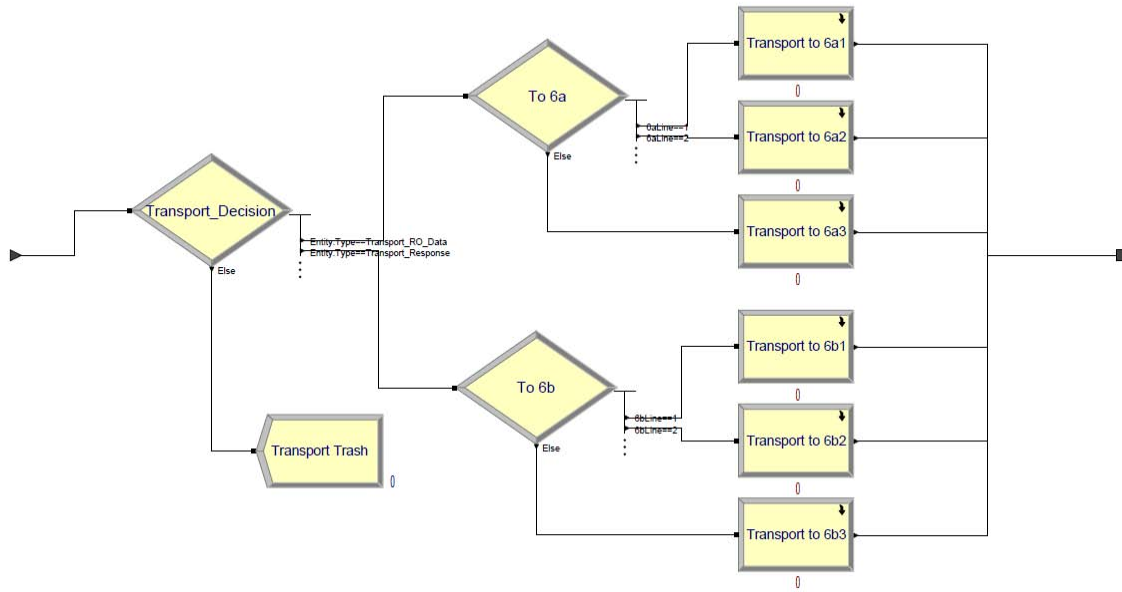 Transport to 6a1
0
To 6a
6aLine==1
6aLine==2
Else
Transport to 6a2
0
Transport_Decision
Entity.Type==Transport_RO_Data
Entity.Type==Transport_Response
Else
Transport to 6a3
0
Transport to 6b1
0
To 6b
6bLine==1
6bLine==2
Else
Transport to 6b2
0
Transport Trash
0
Transport to 6b3
0